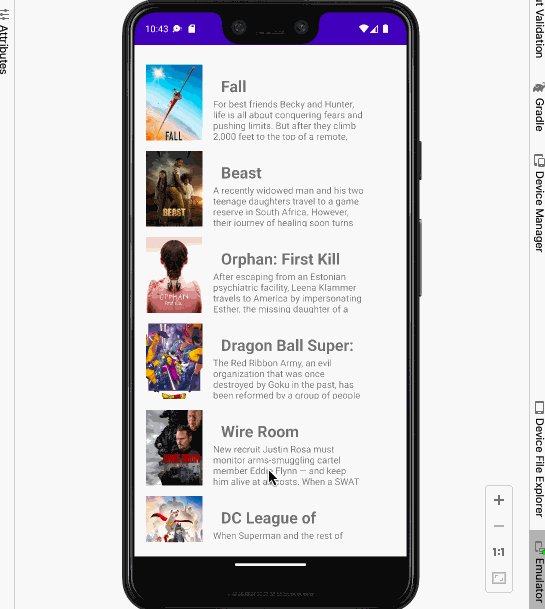 Attributes
ut Validation
Gradle
Device Manager
Device File Explorer
Emulator
10:43
Fall
For best friends Becky and Hunter,
life is all about conquering fears and
pushing limits. But after they climb
2,000 feet to the top of a remote,
FALL
Beast
A recently widowed man and his two
teenage daughters travel to a game
reserve in South Africa. However,
their journey of healing soon turns
BEAST
Orphan: First Kill
After escaping from an Estonian
psychiatric facility, Leena Klammer
travels to America by impersonating
Esther, the missing daughter of a
ORPHAN
Dragon Ball Super:
The Red Ribbon Army, an evil
organization that was once
destroyed by Goku in the past, has
been reformed by a group of people
Wire Room
New recruit Justin Rosa must
monitor arms-smuggling cartel
member Eddie Flynn — and keep
him alive at a costs. When a SWAT
DC League of
When Superman and the rest of
1:1